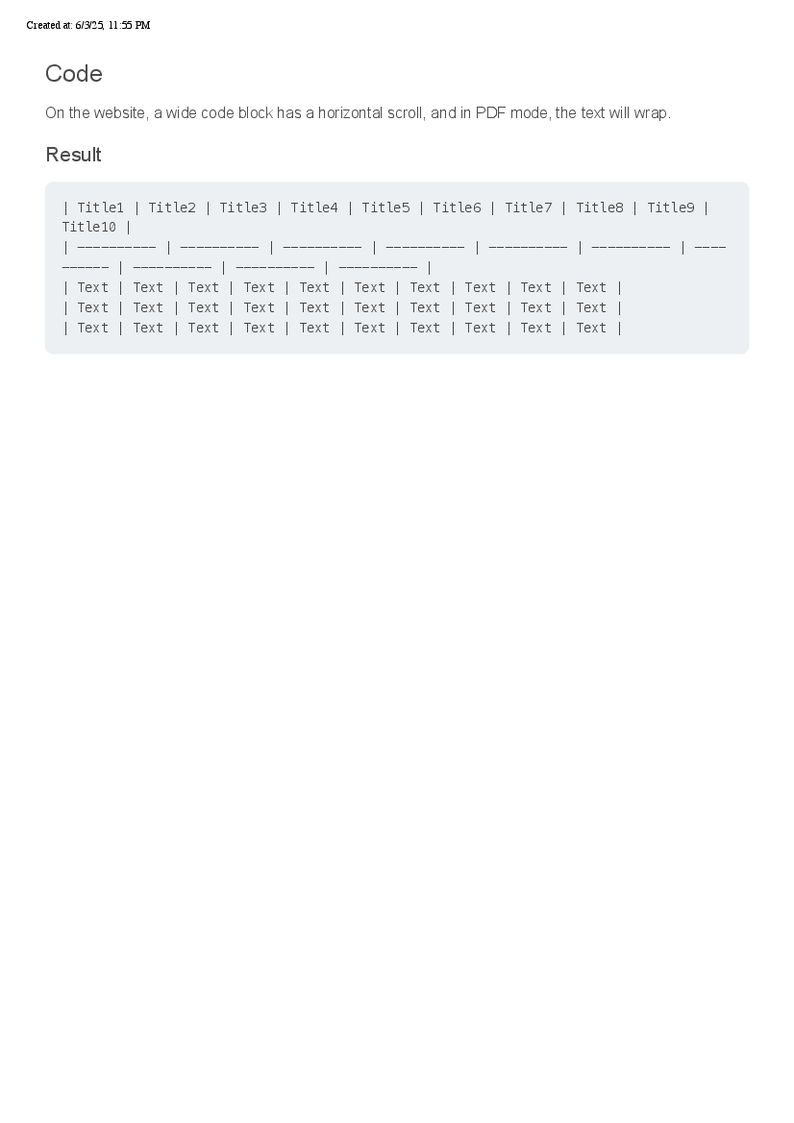 Created at: 6/3/25, 11:55 PM
Code
On the website, a wide code block has a horizontal scroll, and in PDF mode, the text will wrap.
Result
| Title1 | Title2 | Title3 | Title4 | Title5 | Title6 | Title7 | Title8 | Title9 |
Title10 |
| —————————— | —————————— | —————————— | —————————— | —————————— | —————————— | ————
—————— | —————————— | —————————— | —————————— |
| Text | Text | Text | Text | Text | Text | Text | Text | Text | Text |
| Text | Text | Text | Text | Text | Text | Text | Text | Text | Text |
| Text | Text | Text | Text | Text | Text | Text | Text | Text | Text |